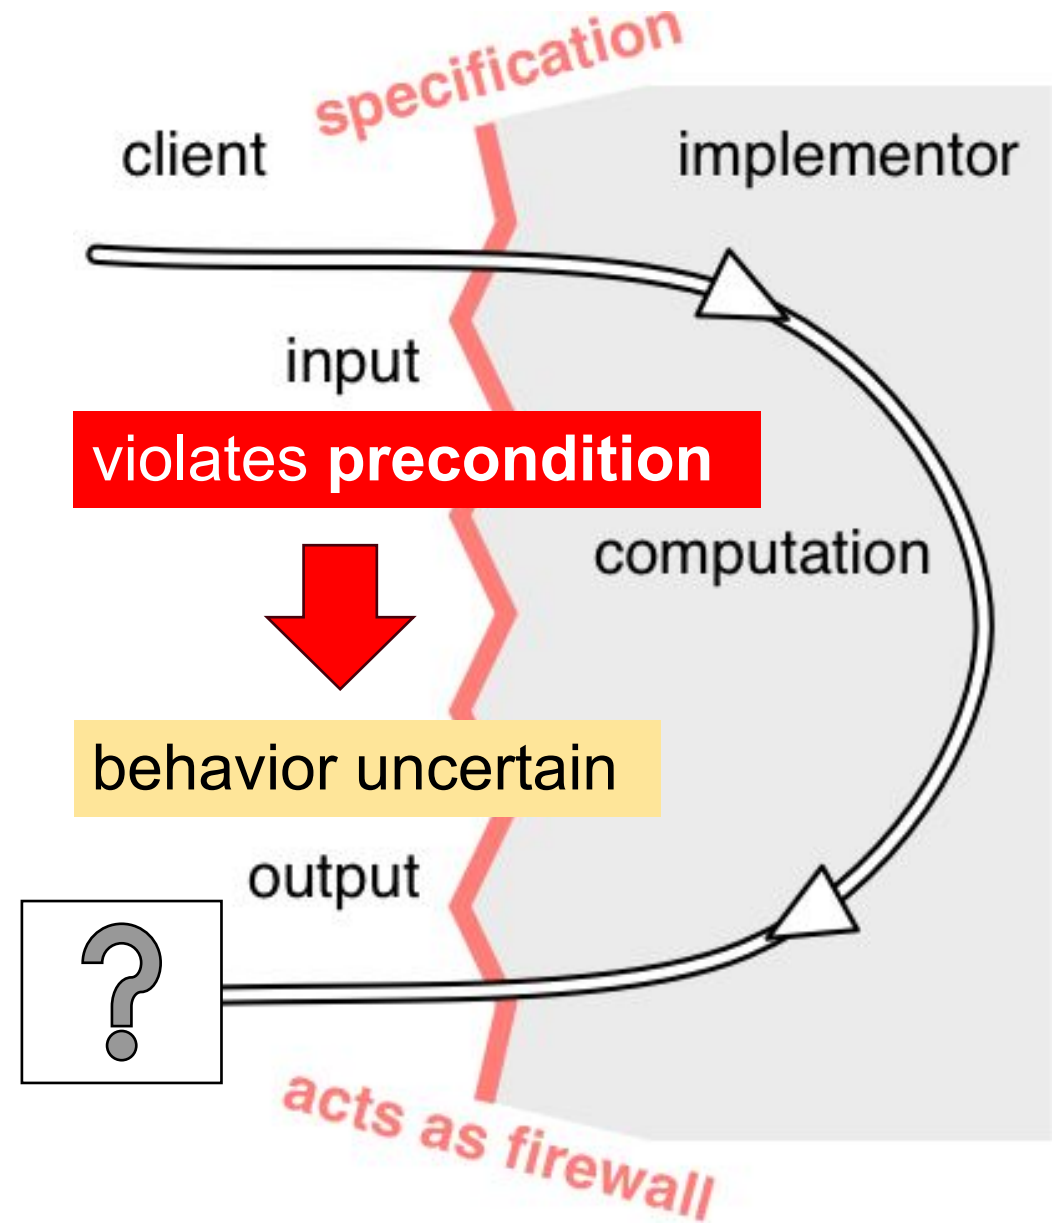 specification
client
implementor
input
violates precondition
computation
behavior uncertain
output
?
acts as firewall